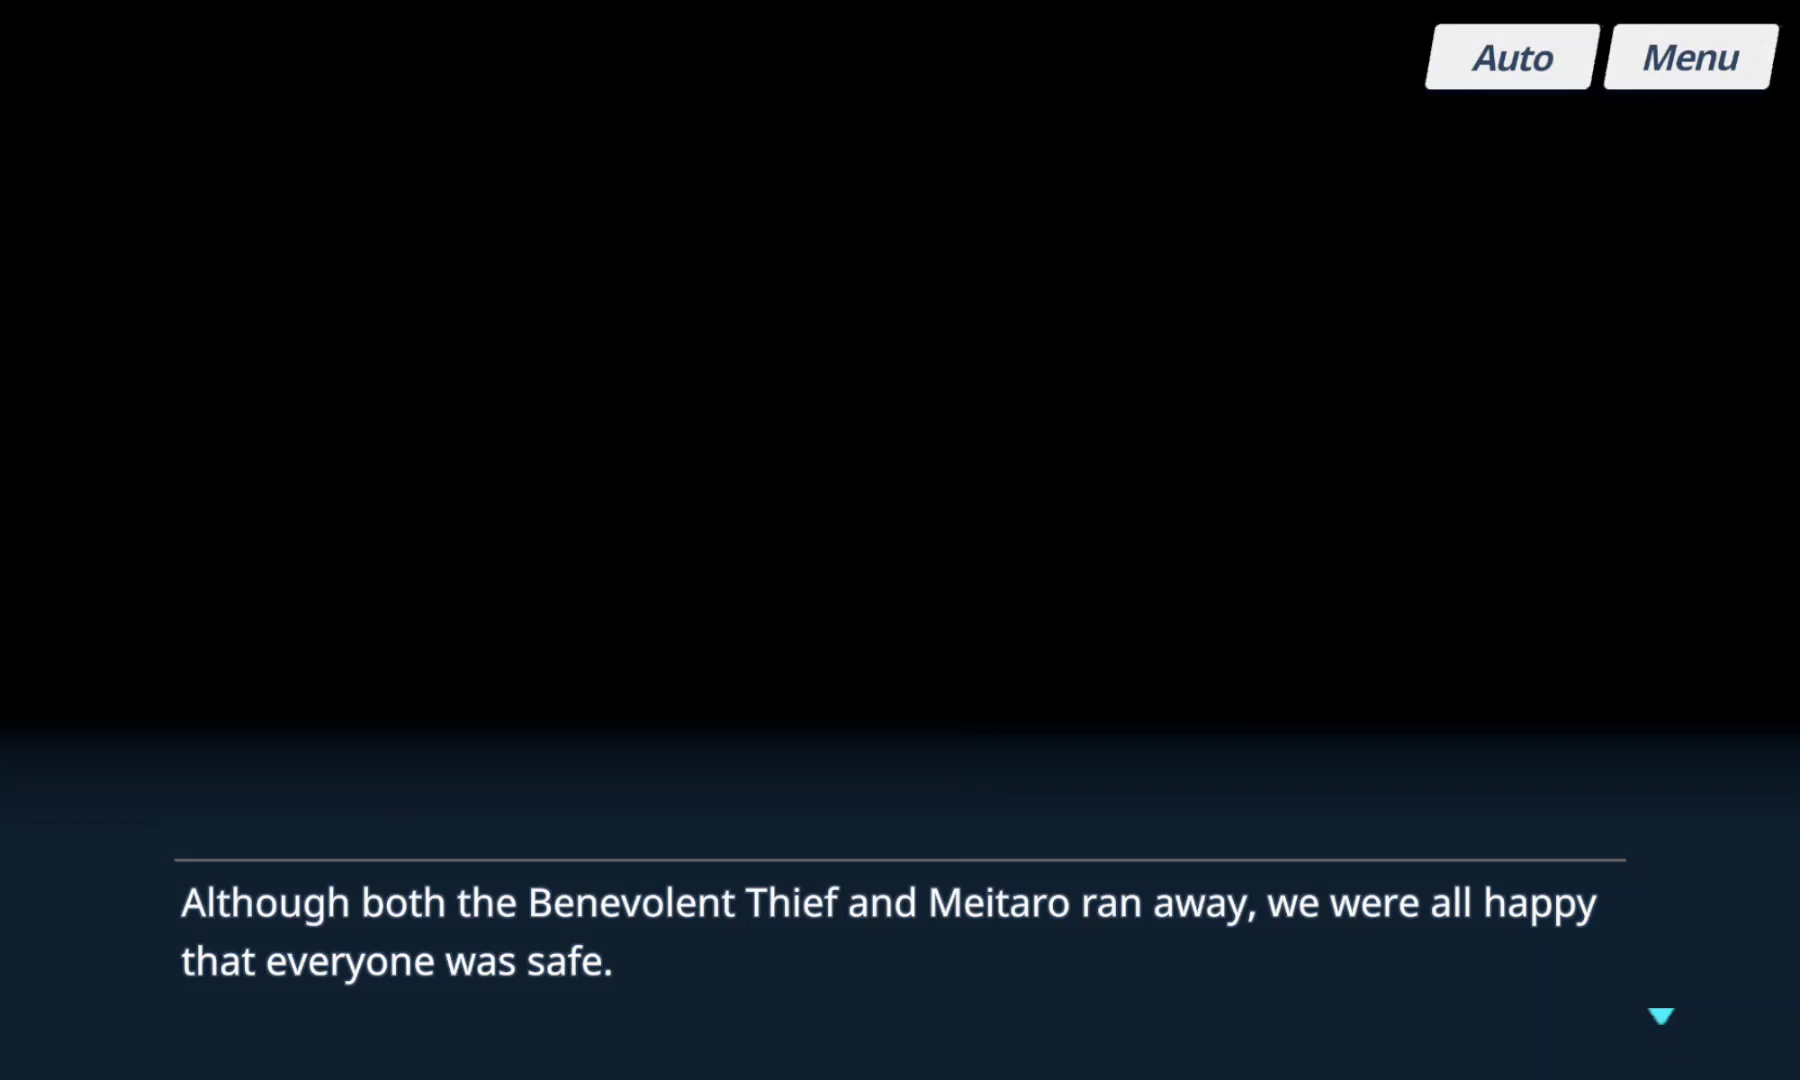 Auto
Menu
Although both the Benevolent Thief and Meitaro ran away, we were all happy
that everyone was safe.